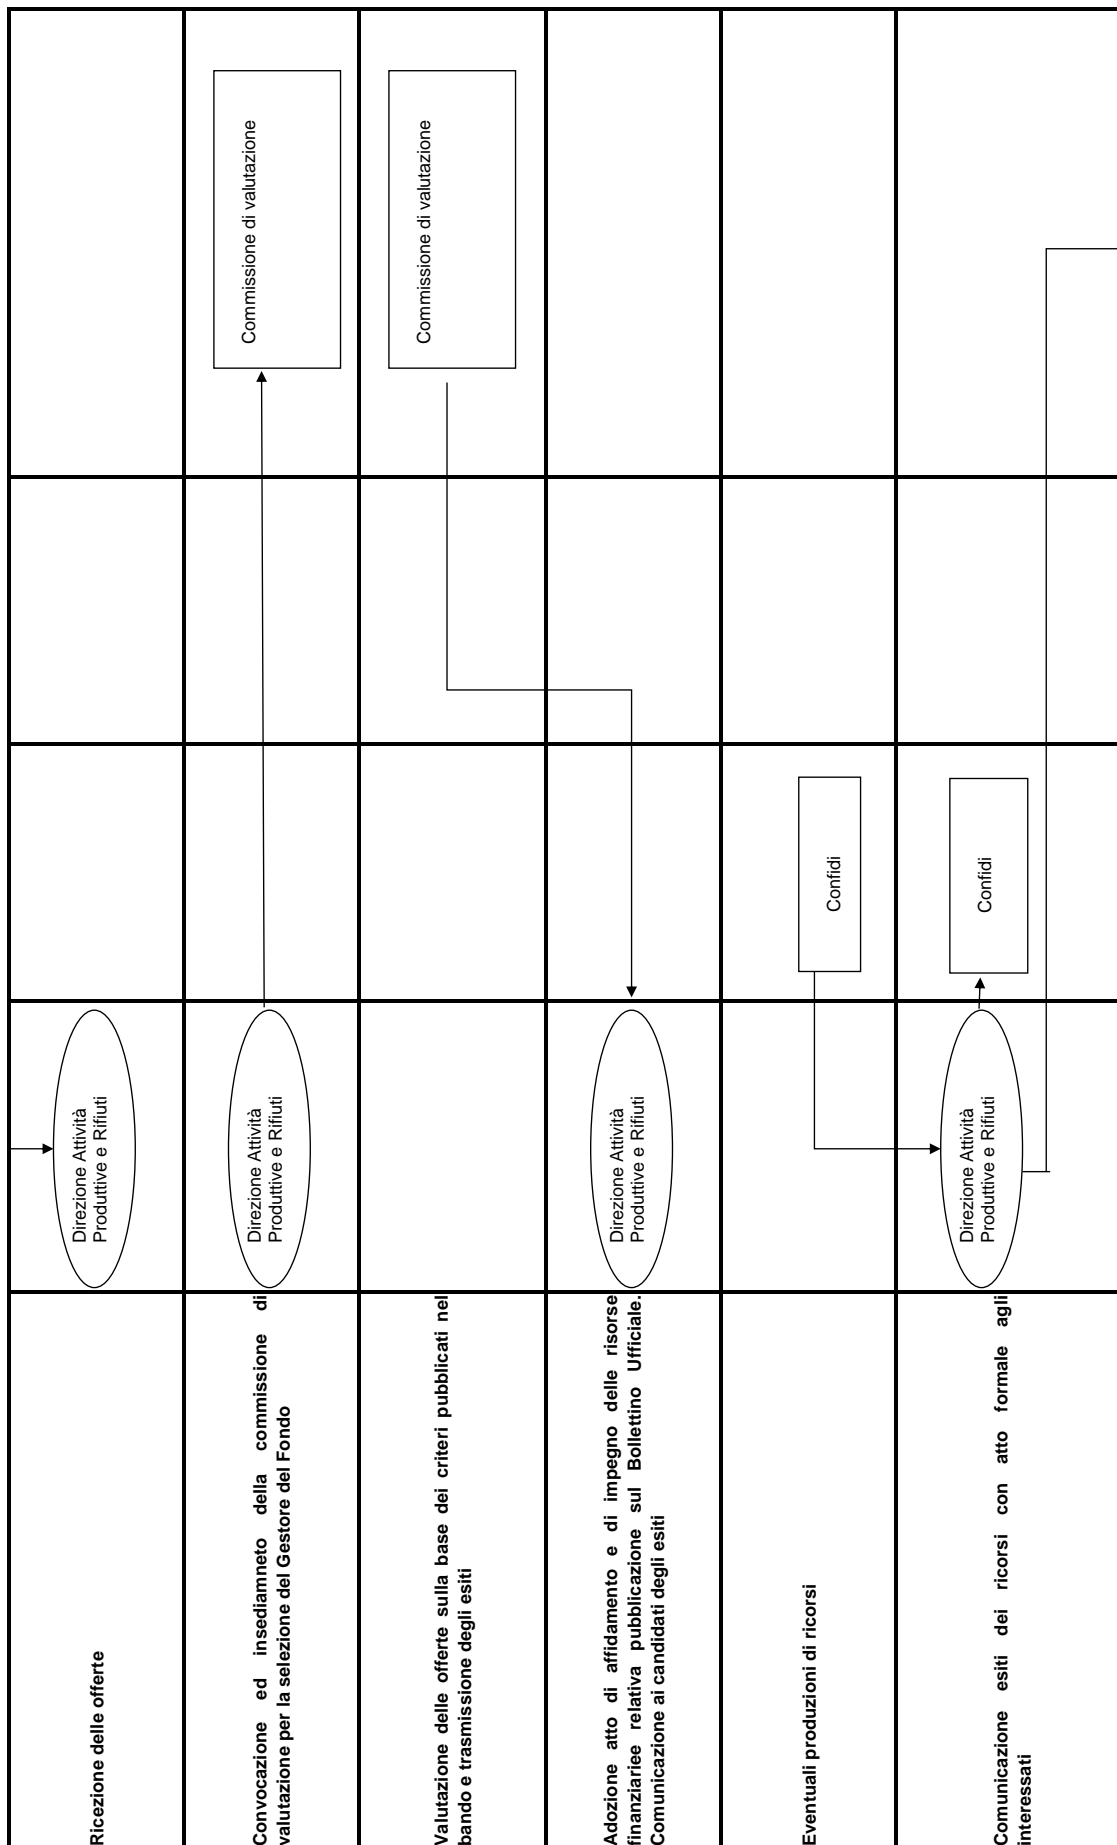 Ricezione delle offerte
Direzione Attività
Produttive e Rifiuti
Convocazione ed insediamneto della commissione di
valutazione per la selezione del Gestore del Fondo
Direzione Attività
Produttive e Rifiuti
Commissione di valutazione
Valutazione delle offerte sulla base dei criteri pubblicati nel
bando e trasmissione degli esiti
Commissione di valutazione
Adozione atto di affidamento e di impegno delle risorse
finanziariee relativa pubblicazione sul Bollettino Ufficiale.
Comunicazione ai candidati degli esiti
Direzione Attività
Produttive e Rifiuti
Eventuali produzioni di ricorsi
Confidi
Comunicazione esiti dei ricorsi con atto formale agli
interessati
Direzione Attività
Produttive e Rifiuti
Confidi